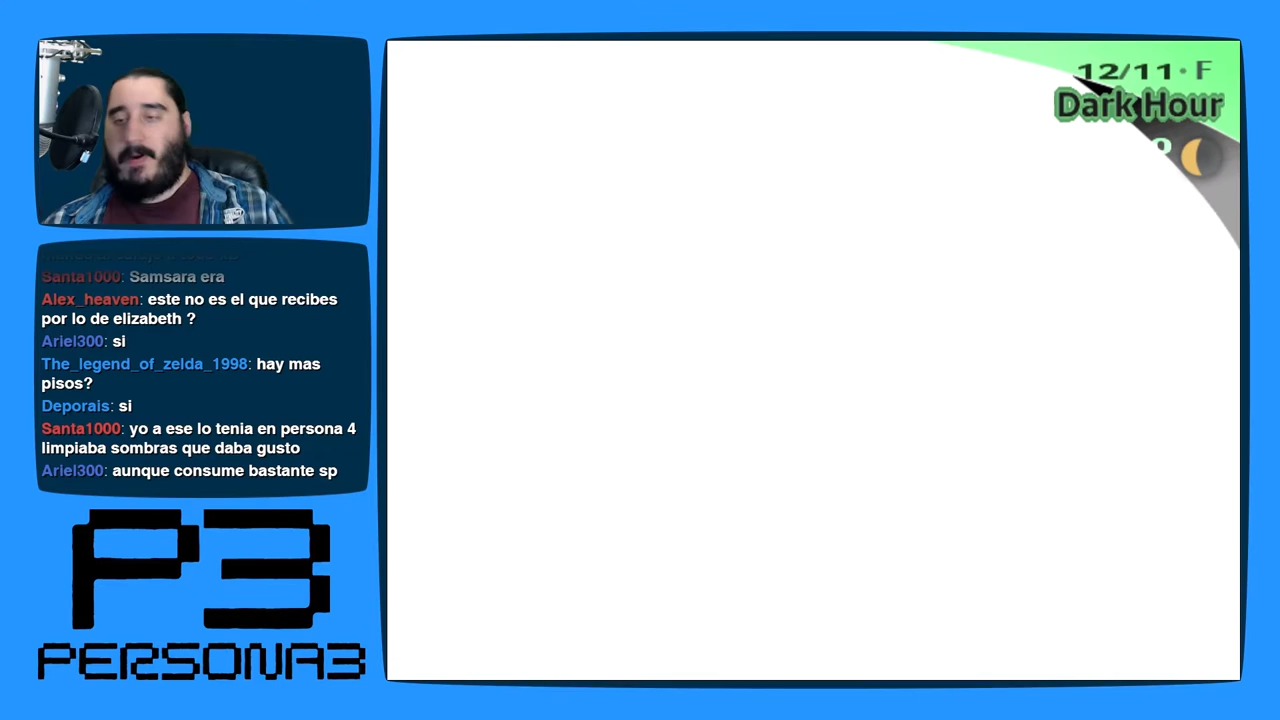 12/11 · F
Dark Hour
Santa1000: Samsara era
Alex_heaven: este no es el que recibes
por lo de elizabeth ?
Ariel300: si
The_legend_of_zelda_1998: hay mas
pisos?
Deporais: si
Santa1000: yo a ese lo tenia en persona 4
limpiaba sombras que daba gusto
Ariel300: aunque consume bastante sp
P3
PERSONA3